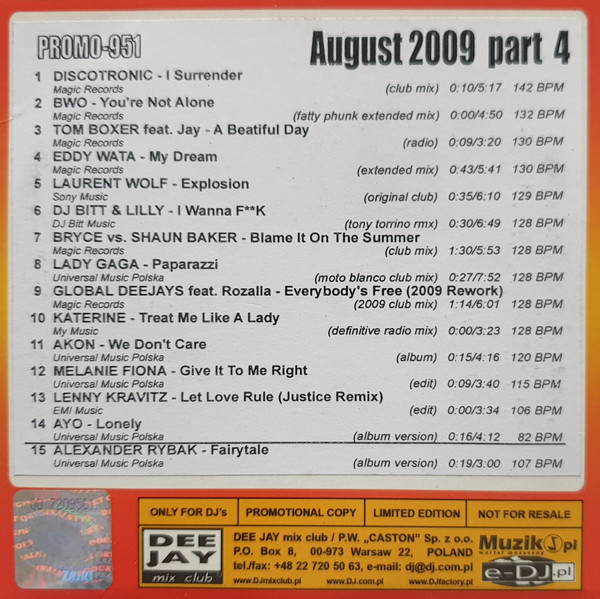 PROMO-951 August 2009 part 4
1 DISCOTRONIC - I Surrender
Magic Records (club mix) 0:10/5:17 142 BPM
2 BWO - You're Not Alone
Magic Records (fatty phunk extended mix) 0:00/4:50 132 BPM
3 TOM BOXER feat. Jay - A Beatiful Day
Magic Records (radio) 0:09/3:20 130 BPM
4 EDDY WATA - My Dream
Magic Records (extended mix) 0:43/5:41 130 BPM
5 LAURENT WOLF - Explosion
Sony Music (original club) 0:35/6:10 129 BPM
6 DJ BITT & LILLY - I Wanna F**K
DJ Bitt Music (tony torrino rmx) 0:30/6:49 128 BPM
7 BRYCE vs. SHAUN BAKER - Blame It On The Summer
Magic Records (club mix) 1:30/5:53 128 BPM
8 LADY GAGA - Paparazzi
Universal Music Polska (moto blanco club mix) 0:27/7:52 128 BPM
9 GLOBAL DEEJAYS feat. Rozalla - Everybody's Free (2009 Rework)
Magic Records (2009 club mix) 1:14/6:01 128 BPM
10 KATERINE - Treat Me Like A Lady
My Music (definitive radio mix) 0:00/3:23 128 BPM
11 AKON - We Don't Care
Universal Music Polska (album) 0:15/4:16 120 BPM
12 MELANIE FIONA - Give It To Me Right
Universal Music Polska (edit) 0:09/3:40 115 BPM
13 LENNY KRAVITZ - Let Love Rule (Justice Remix)
EMI Music (edit) 0:00/3:34 106 BPM
14 AYO - Lonely
Universal Music Polska (album version) 0:16/4:12 82 BPM
15 ALEXANDER RYBAK - Fairytale
Universal Music Polska (album version) 0:19/3:00 107 BPM
ONLY FOR DJ's PROMOTIONAL COPY LIMITED EDITION NOT FOR RESALE
DEE JAY mix club
DEE JAY mix club / P.W. „CASTON" Sp. z o.o.
P.O. Box 8, 00-973 Warsaw 22, POLAND
tel./fax: +48 22 720 50 63, e-mail: dj@dj.com.pl
www.DJmixclub.pl www.DJ.com.pl www.DJfactory.pl
Muzik.pl
e-DJ.pl